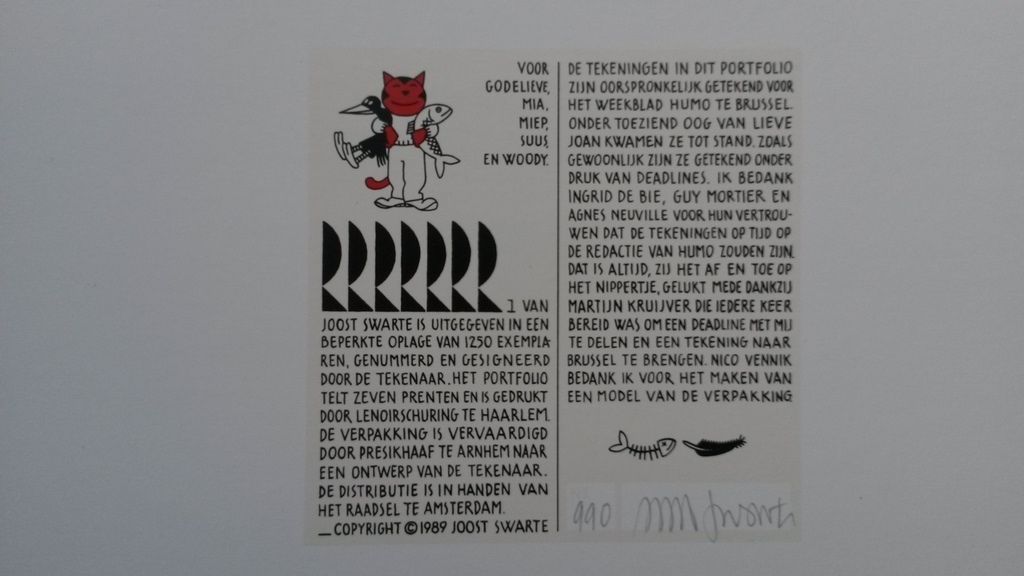 VOOR
GODELIEVE,
MIA,
MIEP,
SUUS,
EN WOODY.
RRRRRRR 1 VAN
JOOST SWARTE IS UITGEGEVEN IN EEN
BEPERKTE OPLAGE VAN 1250 EXEMPLA-
REN, GENUMMERD EN GESIGNEERD
DOOR DE TEKENAAR. HET PORTFOLIO
TELT ZEVEN PRENTEN EN IS GEDRUKT
DOOR LENOIRSCHURING TE HAARLEM.
DE VERPAKKING IS VERVAARDIGD
DOOR PRESIKHAAF TE ARNHEM NAAR
EEN ONTWERP VAN DE TEKENAAR.
DE DISTRIBUTIE IS IN HANDEN VAN
HET RAADSEL TE AMSTERDAM.
_COPYRIGHT © 1989 JOOST SWARTE
DE TEKENINGEN IN DIT PORTFOLIO
ZIJN OORSPRONKELIJK GETEKEND VOOR
HET WEEKBLAD HUMO TE BRUSSEL.
ONDER TOEZIEND OOG VAN LIEVE
JOAN KWAMEN ZE TOT STAND. ZOALS
GEWOONLIJK ZIJN ZE GETEKEND ONDER
DRUK VAN DEADLINES. IK BEDANK
INGRID DE BIE, GUY MORTIER EN
AGNES NEUVILLE VOOR HUN VERTROU-
WEN DAT DE TEKENINGEN OP TIJD OP
DE REDACTIE VAN HUMO ZOUDEN ZIJN.
DAT IS ALTIJD, ZIJ HET AF EN TOE OP
HET NIPPERTJE, GELUKT MEDE DANKZIJ
MARTIJN KRUIJVER DIE IEDERE KEER
BEREID WAS OM EEN DEADLINE MET MIJ
TE DELEN EN EEN TEKENING NAAR
BRUSSEL TE BRENGEN. NICO VENNIK
BEDANK IK VOOR HET MAKEN VAN
EEN MODEL VAN DE VERPAKKING
990